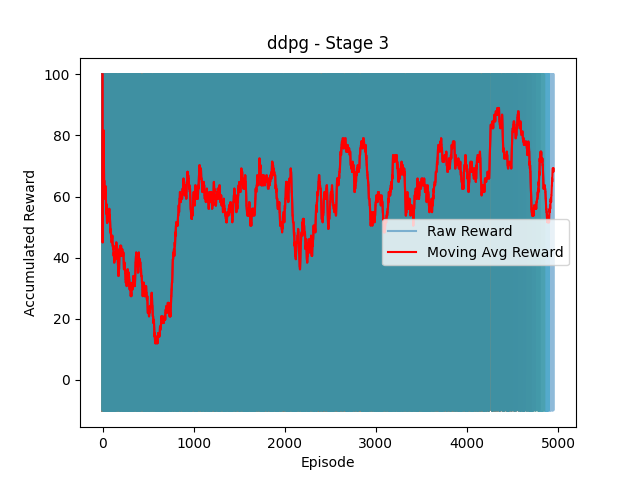 ddpg - Stage 3
Accumulated Reward
100
80
60
40
20
0
Raw Reward
Moving Avg Reward
0
1000
2000
3000
4000
5000
Episode